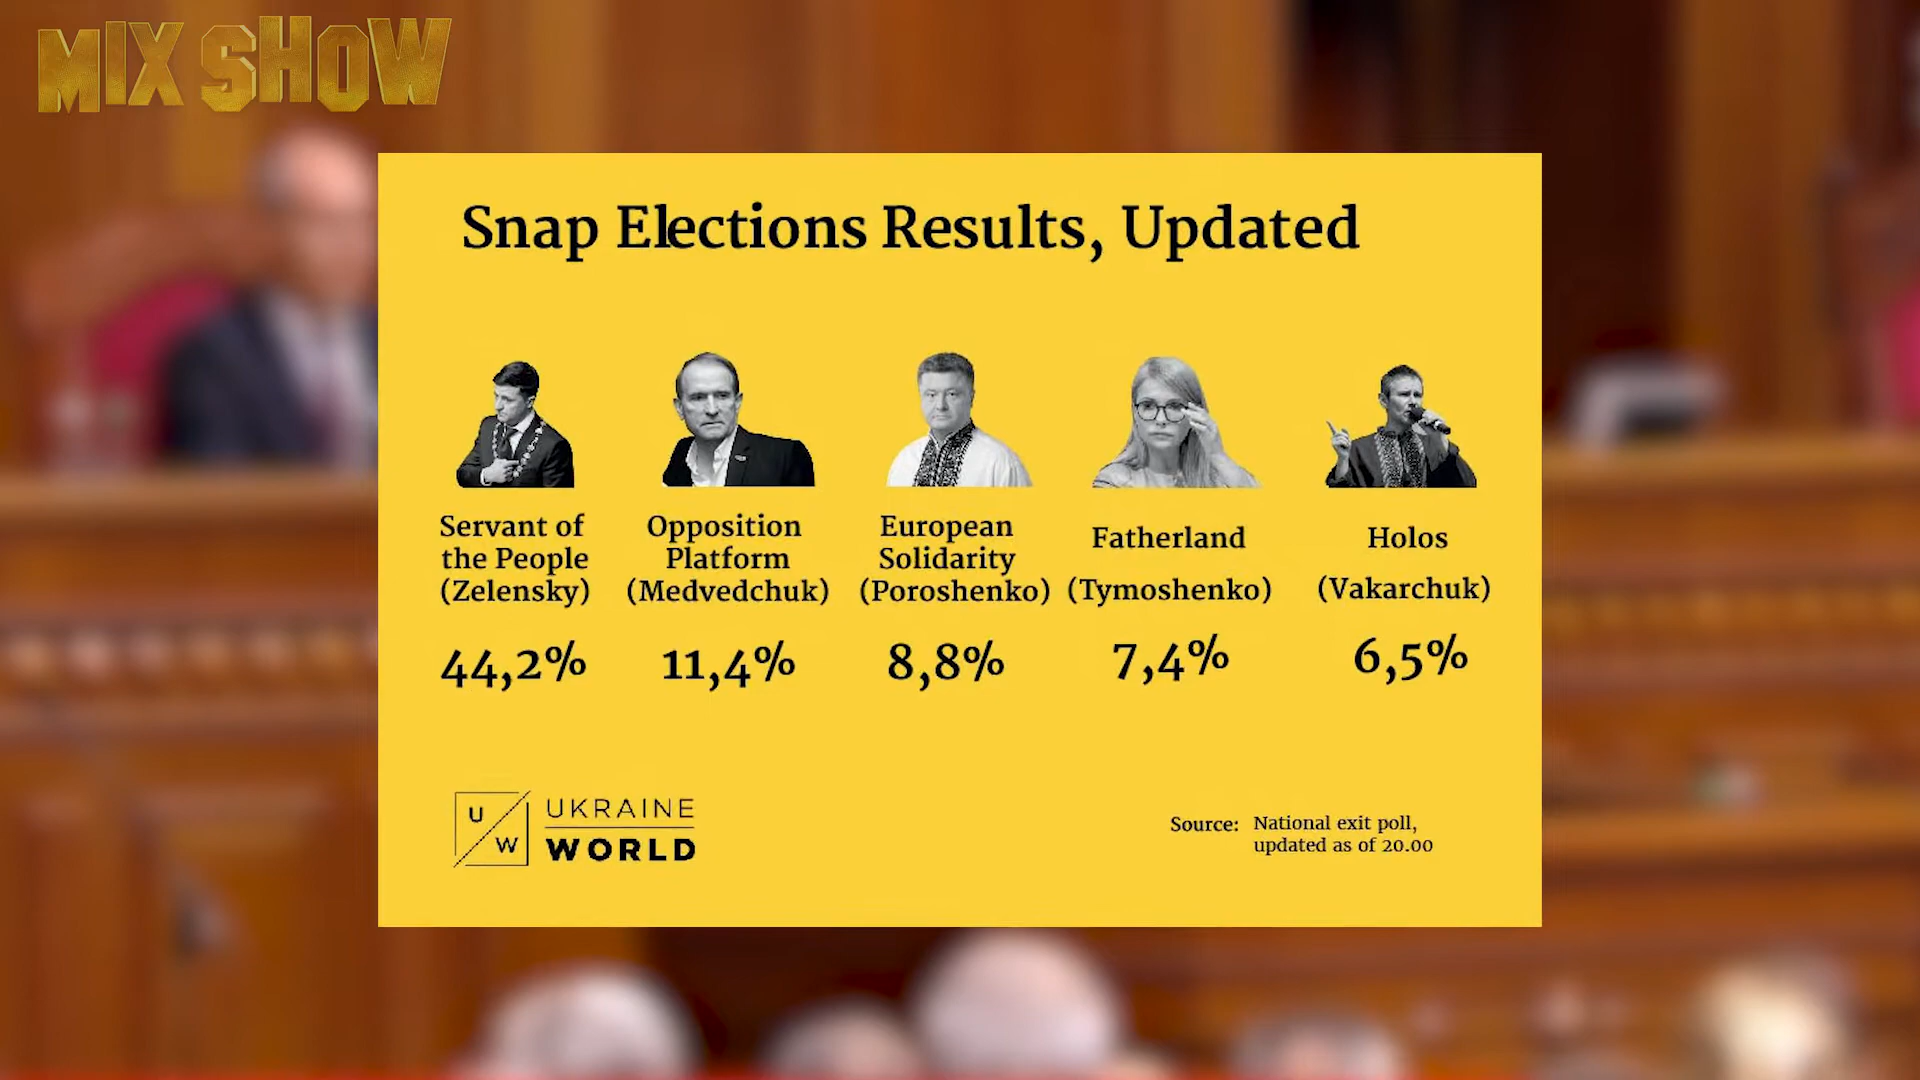 MIX SHOW
Snap Elections Results, Updated
Servant of
the People
(Zelensky)
44,2%
Opposition
Platform
(Medvedchuk)
11,4%
European
Solidarity
(Poroshenko)
8,8%
Fatherland
(Tymoshenko)
7,4%
Holos
(Vakarchuk)
6,5%
U
W
UKRAINE
WORLD
Source: National exit poll,
updated as of 20.00